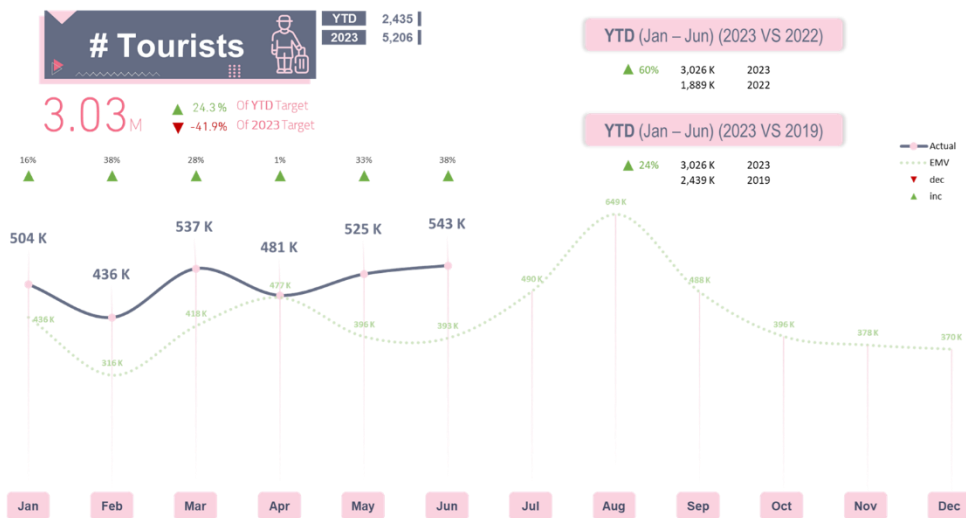 # Tourists
YTD 2,435
2023 5,206
3.03 M
24.3% Of YTD Target
-41.9% Of 2023 Target
YTD (Jan – Jun) (2023 VS 2022)
60% 3,026 K 2023
1,889 K 2022
YTD (Jan – Jun) (2023 VS 2019)
24% 3,026 K 2023
2,439 K 2019
Actual
EMV
dec
inc
16% 38% 28% 1% 33% 38%
504 K 436 K 537 K 481 K 525 K 543 K
436 K 316 K 418 K 477 K 396 K 393 K 490 K 649 K 488 K 396 K 378 K 370 K
Jan Feb Mar Apr May Jun Jul Aug Sep Oct Nov Dec